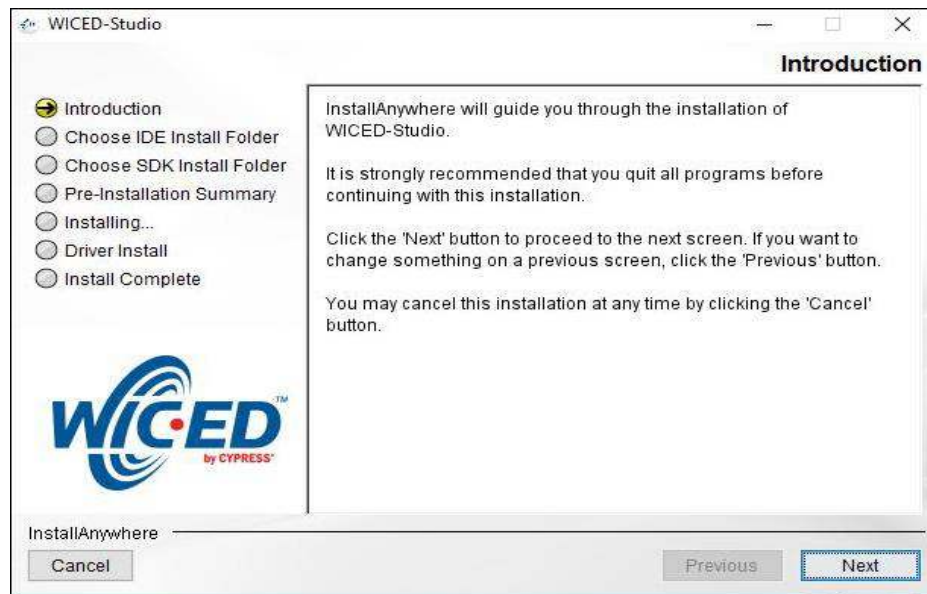 WICED-Studio
Introduction
Introduction
Choose IDE Install Folder
Choose SDK Install Folder
Pre-Installation Summary
Installing...
Driver Install
Install Complete
InstallAnywhere will guide you through the installation of
WICED-Studio.
It is strongly recommended that you quit all programs before
continuing with this installation.
Click the 'Next' button to proceed to the next screen. If you want to
change something on a previous screen, click the 'Previous' button.
You may cancel this installation at any time by clicking the 'Cancel'
button.
WICED™
by CYPRESS®
InstallAnywhere
Cancel
Previous
Next